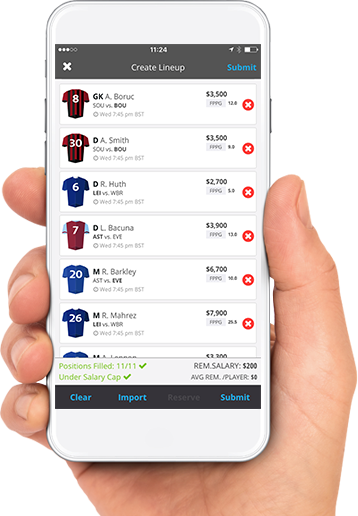 11:24
Create Lineup Submit
8 GK A. Boruc $3,500
SOU vs. BOU FPPG 12.0
Wed 7:45 pm BST
30 D A. Smith $3,500
SOU vs. BOU FPPG 9.0
Wed 7:45 pm BST
6 D R. Huth $2,700
LEI vs. WBR FPPG 5.0
Wed 7:45 pm BST
7 D L. Bacuna $3,900
AST vs. EVE FPPG 13.0
Wed 7:45 pm BST
20 M R. Barkley $6,700
AST vs. EVE FPPG 10.8
Wed 7:45 pm BST
26 M R. Mahrez $7,900
LEI vs. WBR FPPG 25.5
Wed 7:45 pm BST
$3,300
Positions Filled: 11/11 REM.SALARY: $200
Under Salary Cap AVG REM. /PLAYER: $0
Clear Import Reserve Submit